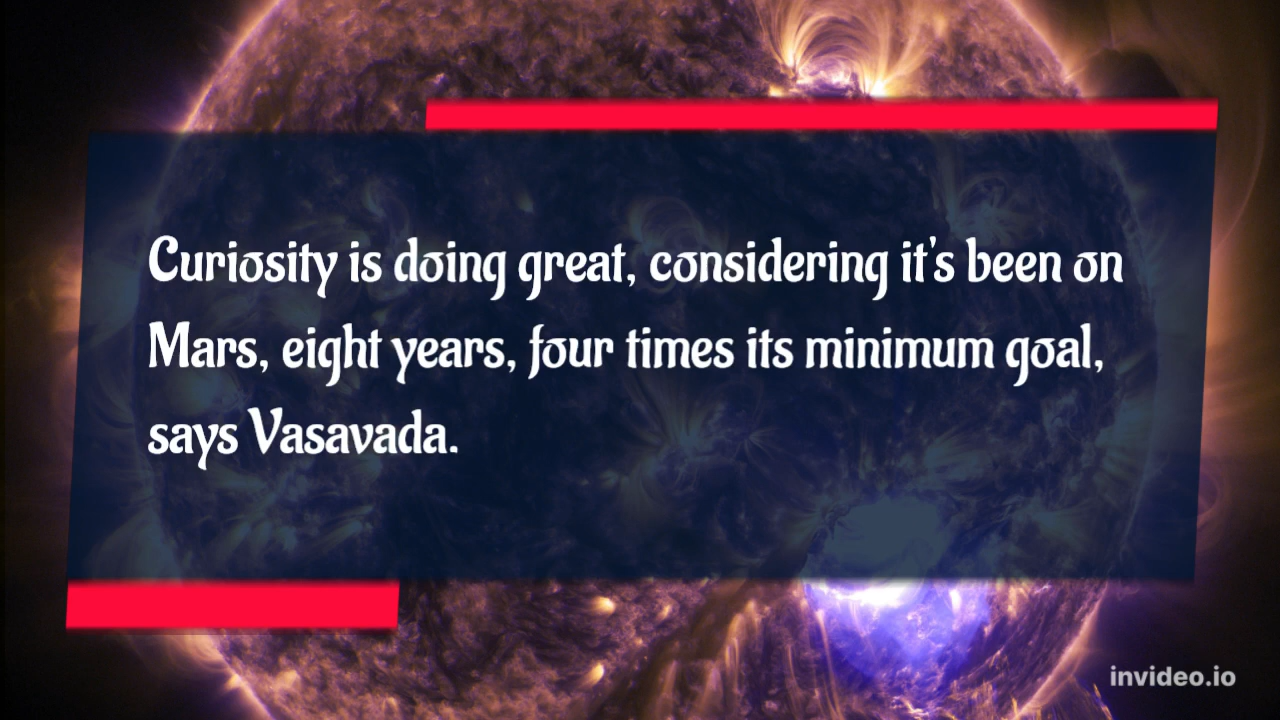 Curiosity is doing great, considering it's been on
Mars, eight years, four times its minimum goal,
says Vasavada.
invideo.io